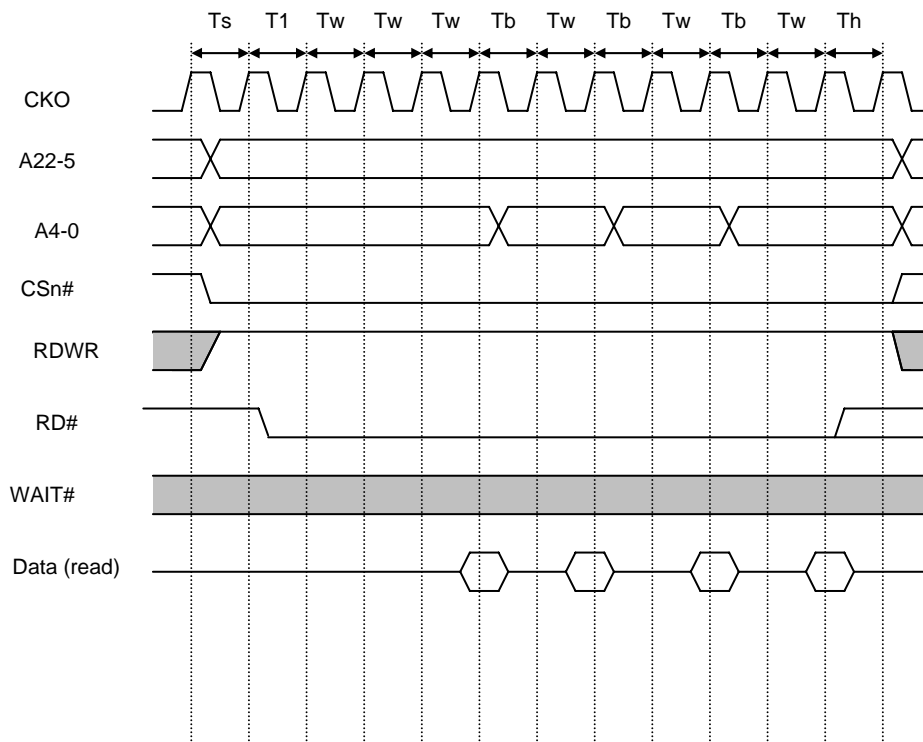 Ts T1 Tw Tw Tw Tb Tw Tb Tw Tb Tw Th
CKO
A22-5
A4-0
CSn#
RDWR
RD#
WAIT#
Data (read)